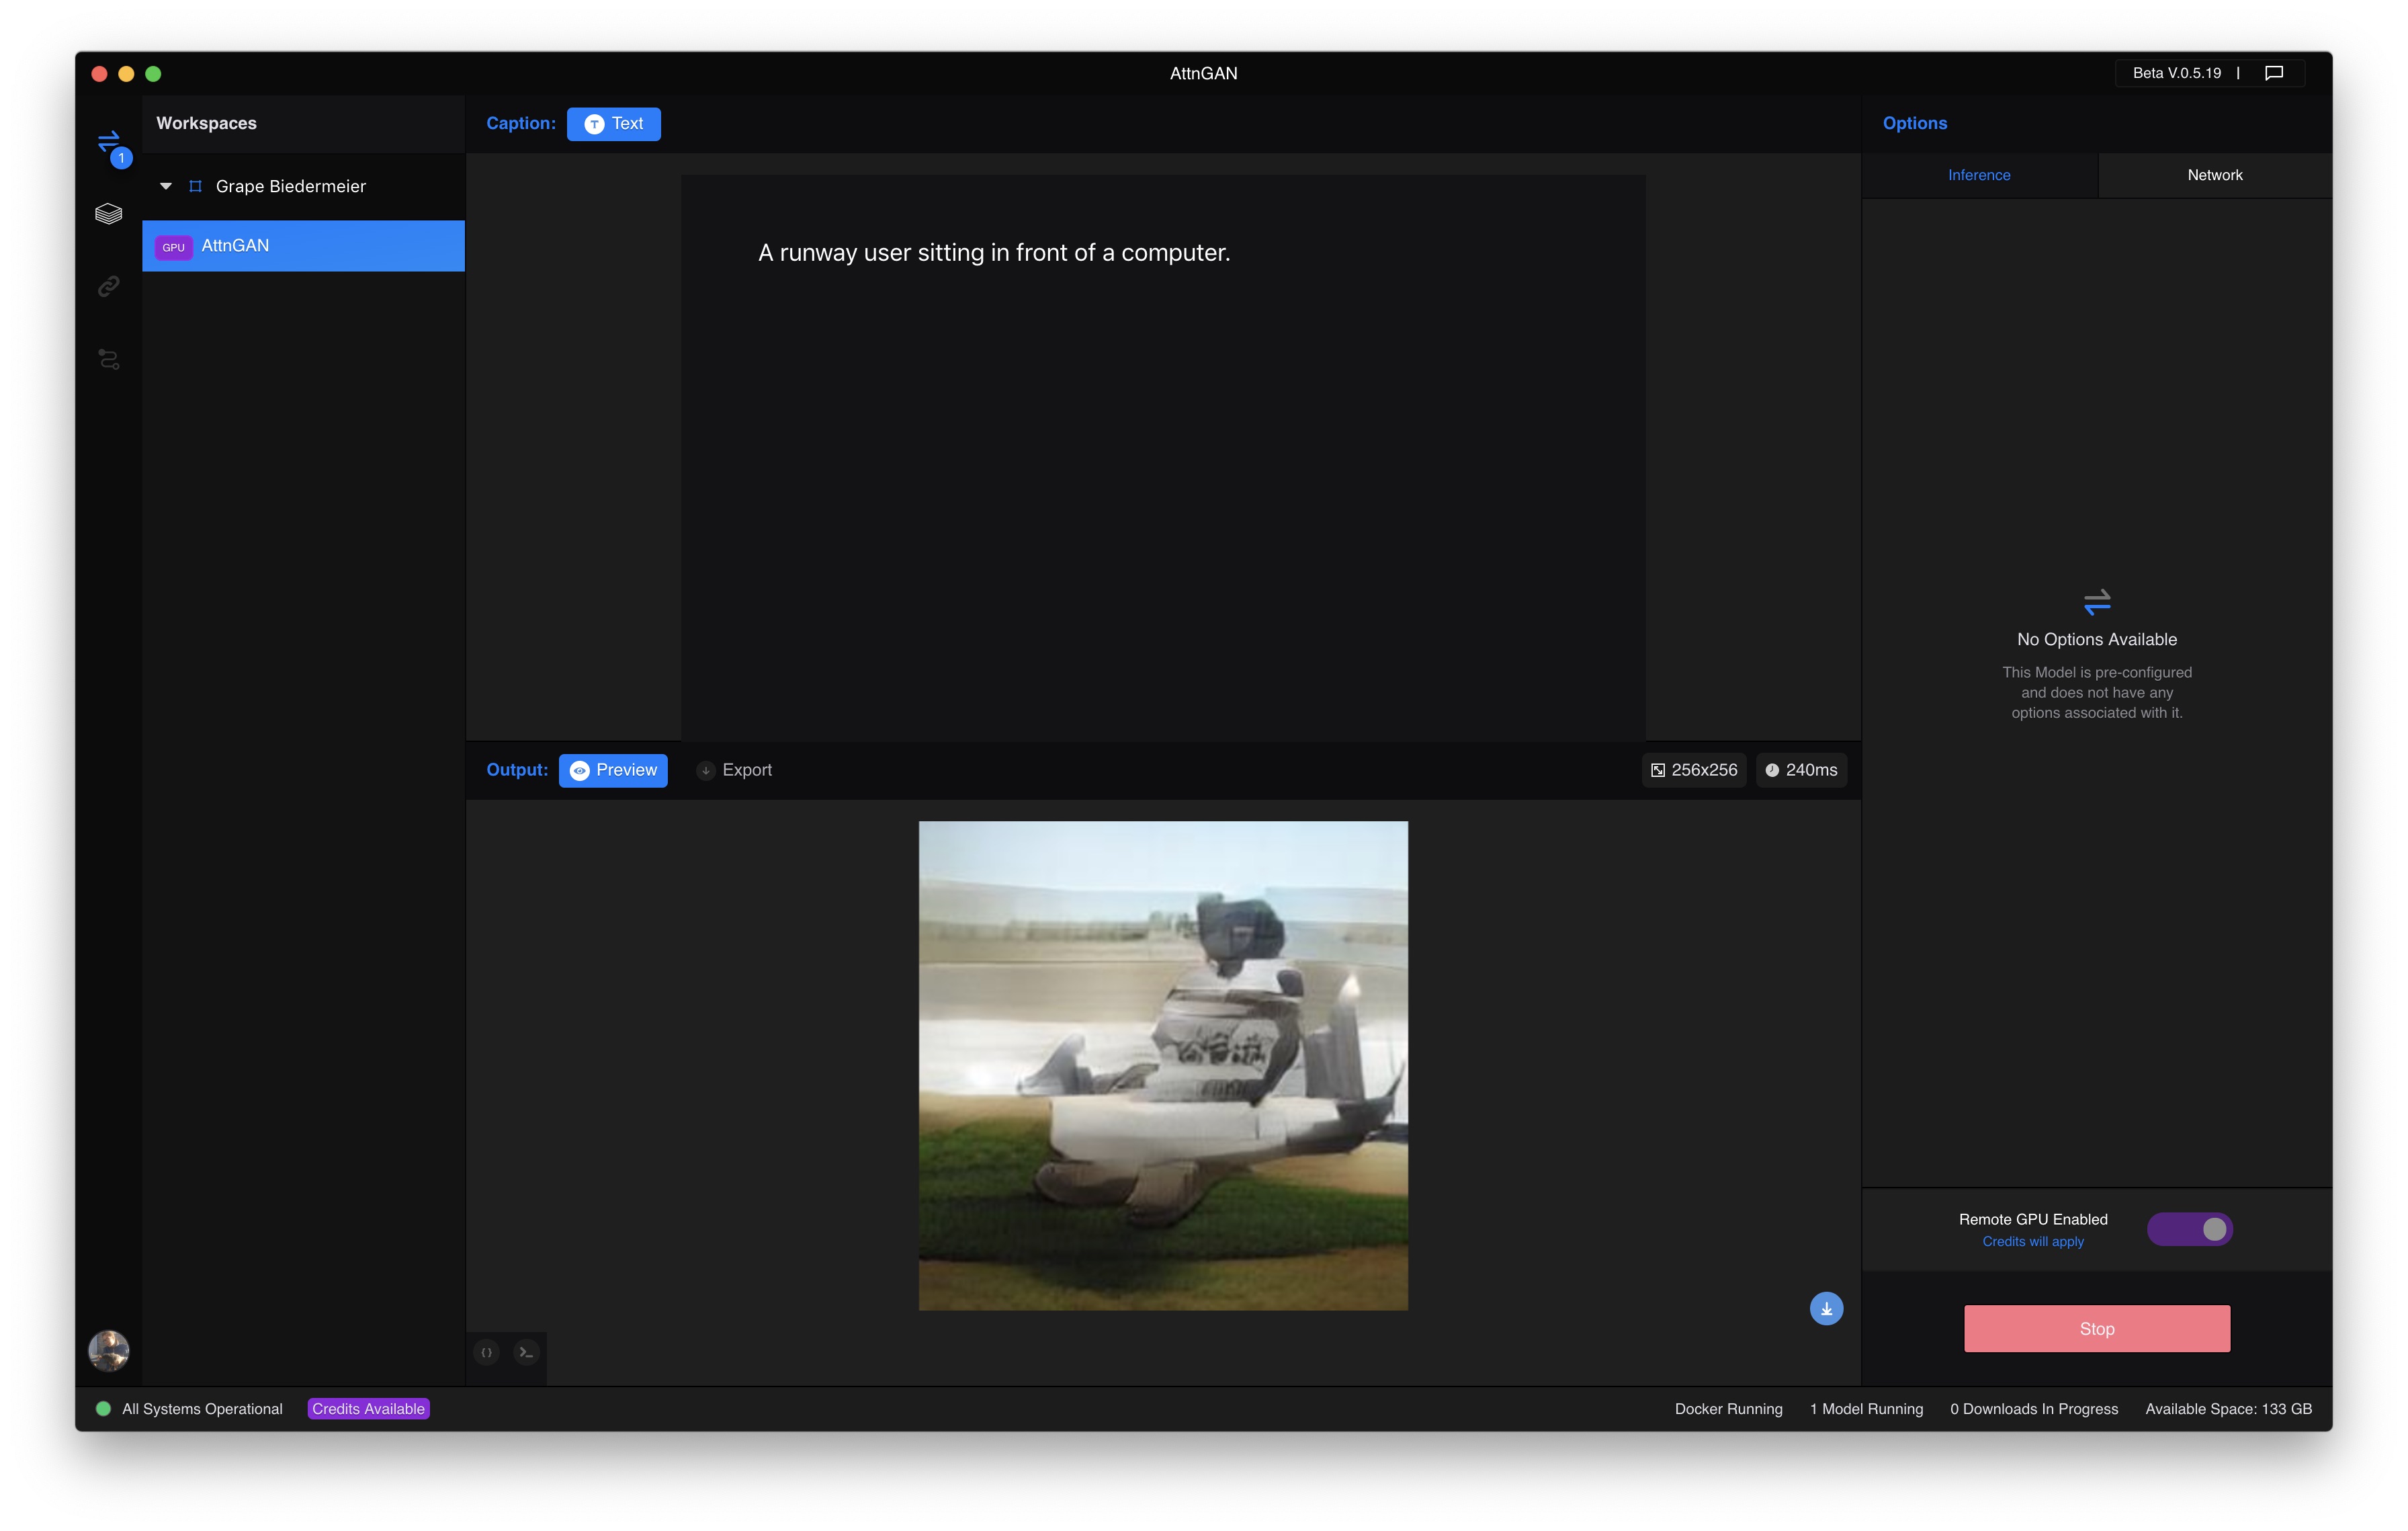 AttnGAN
Beta V.0.5.19 |
1
Workspaces
Grape Biedermeier
GPU AttnGAN
Caption: T Text
A runway user sitting in front of a computer.
Output: Preview Export 256x256 240ms
Options
Inference Network
No Options Available
This Model is pre-configured
and does not have any
options associated with it.
Remote GPU Enabled
Credits will apply
Stop
All Systems Operational Credits Available Docker Running 1 Model Running 0 Downloads In Progress Available Space: 133 GB